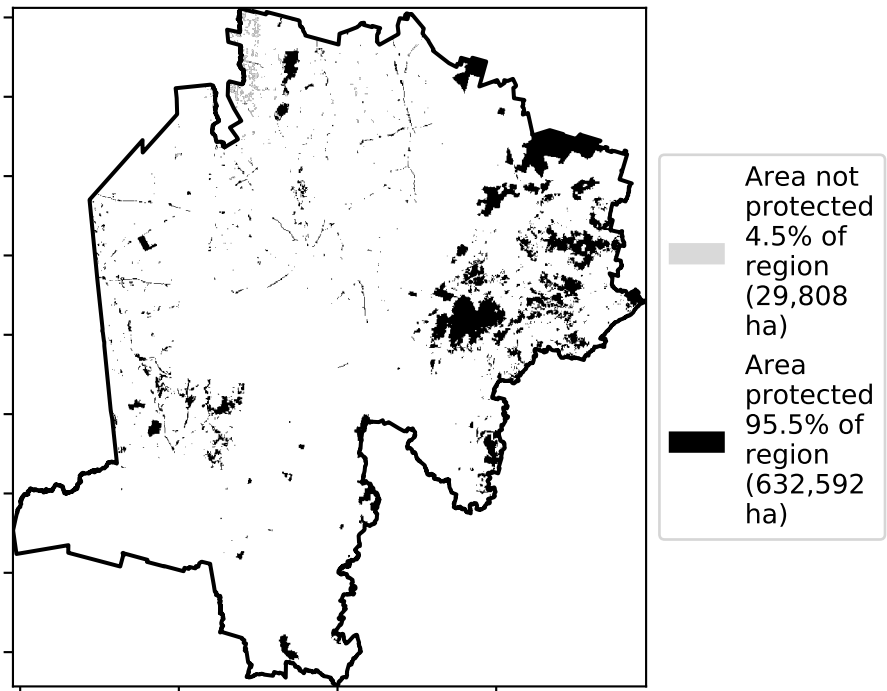 Area not
protected
4.5% of
region
(29,808
ha)
Area
protected
95.5% of
region
(632,592
ha)